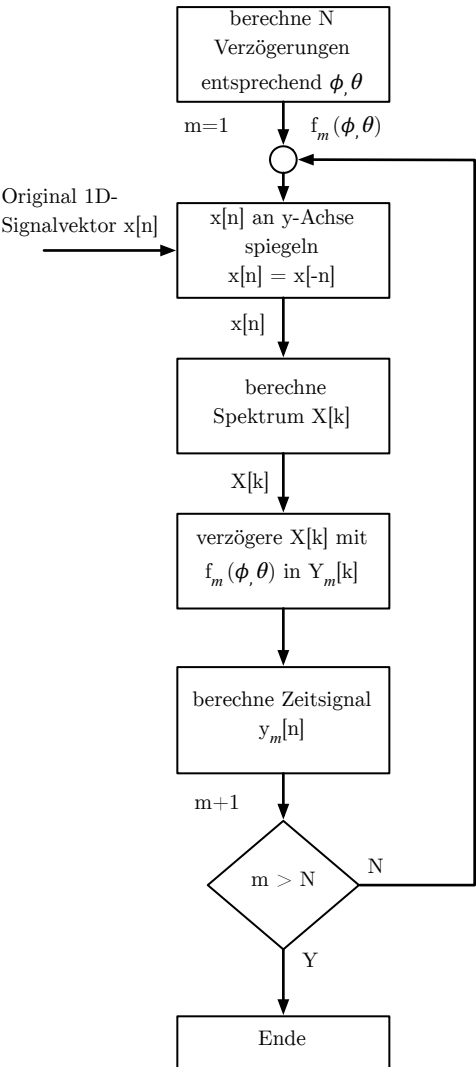 berechne N
Verzögerungen
entsprechend ϕ,θ
m=1
f_m(ϕ,θ)
Original 1D-
Signalvektor x[n]
x[n] an y-Achse
spiegeln
x[n] = x[-n]
x[n]
berechne
Spektrum X[k]
X[k]
verzögere X[k] mit
f_m(ϕ,θ) in Y_m[k]
berechne Zeitsignal
y_m[n]
m+1
m > N
N
Y
Ende